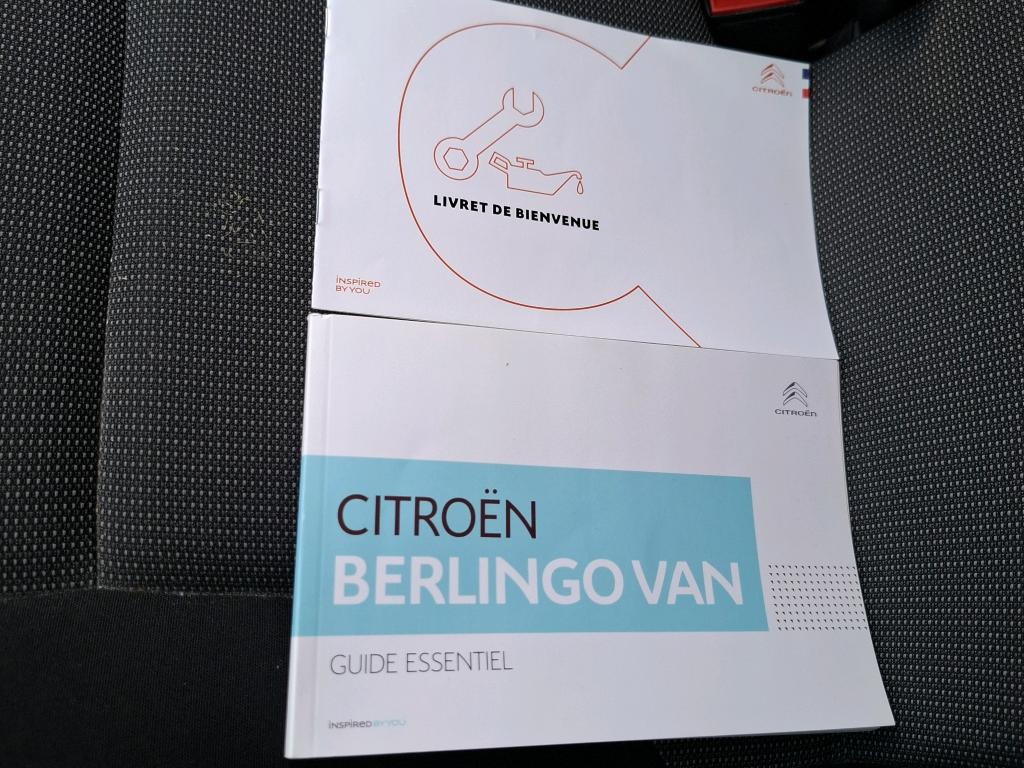 CITROËN
LIVRET DE BIENVENUE
INSPIRED
BY YOU
CITROËN
CITROËN
BERLINGO VAN
GUIDE ESSENTIEL
INSPIRED BY YOU